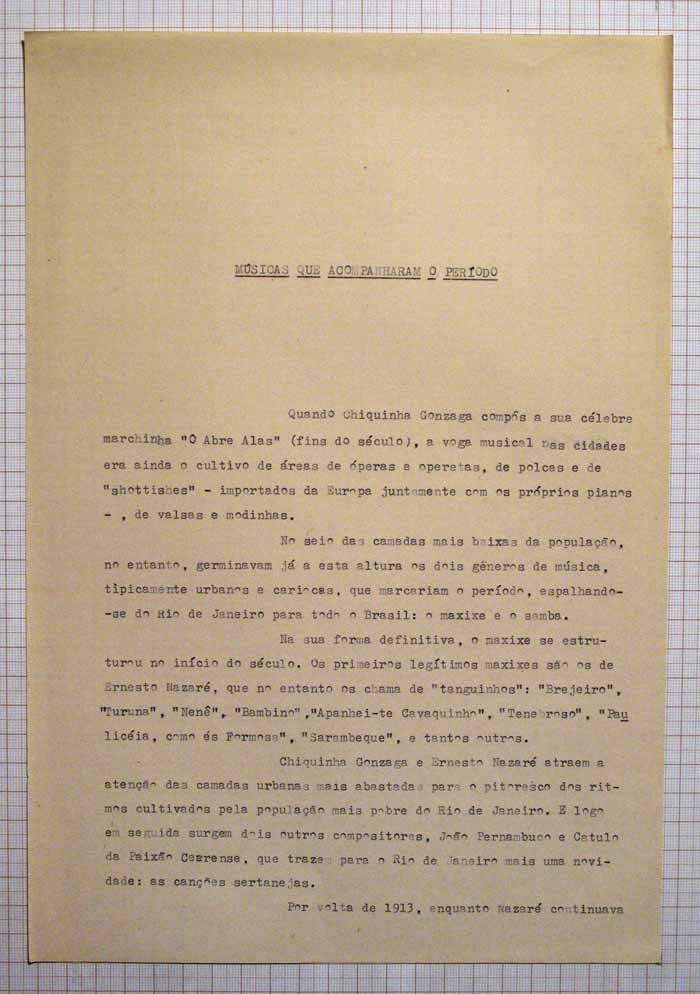 MÚSICAS QUE ACOMPANHARAM O PERÍODO
Quando Chiquinha Gonzaga compôs a sua célebre
marchinha "O Abre Alas" (fins do século), a voga musical nas cidades
era ainda o cultivo de áreas de óperas e operetas, de polcas e de
"shottishes" - importados da Europa juntamente com os próprios pianos
- , de valsas e modinhas.
No seio das camadas mais baixas da população,
no entanto, germinavam já a esta altura os dois gêneros de música,
tìpicamente urbanos e cariocas, que marcariam o período, espalhando-
-se do Rio de Janeiro para todo o Brasil: o maxixe e o samba.
Na sua forma definitiva, o maxixe se estru-
turou no início do século. Os primeiros legítimos maxixes são os de
Ernesto Nazaré, que no entanto os chama de "tanguinhos": "Brejeiro",
"Turuna", "Nenê", "Bambino","Apanhei-te Cavaquinho", "Tenebroso", "Pau
licéia, como és Formosa", "Sarambeque", e tantos outros.
Chiquinha Gonzaga e Ernesto Nazaré atraem a
atenção das camadas urbanas mais abastadas para o pitoresco dos rit-
mos cultivados pela população mais pobre do Rio de Janeiro. E logo
em seguida surgem dois outros compositores, João Pernambuco e Catulo
da Paixão Cearense, que trazem para o Rio de Janeiro mais uma novi-
dade: as canções sertanejas.
Por volta de 1913, enquanto Nazaré continuava